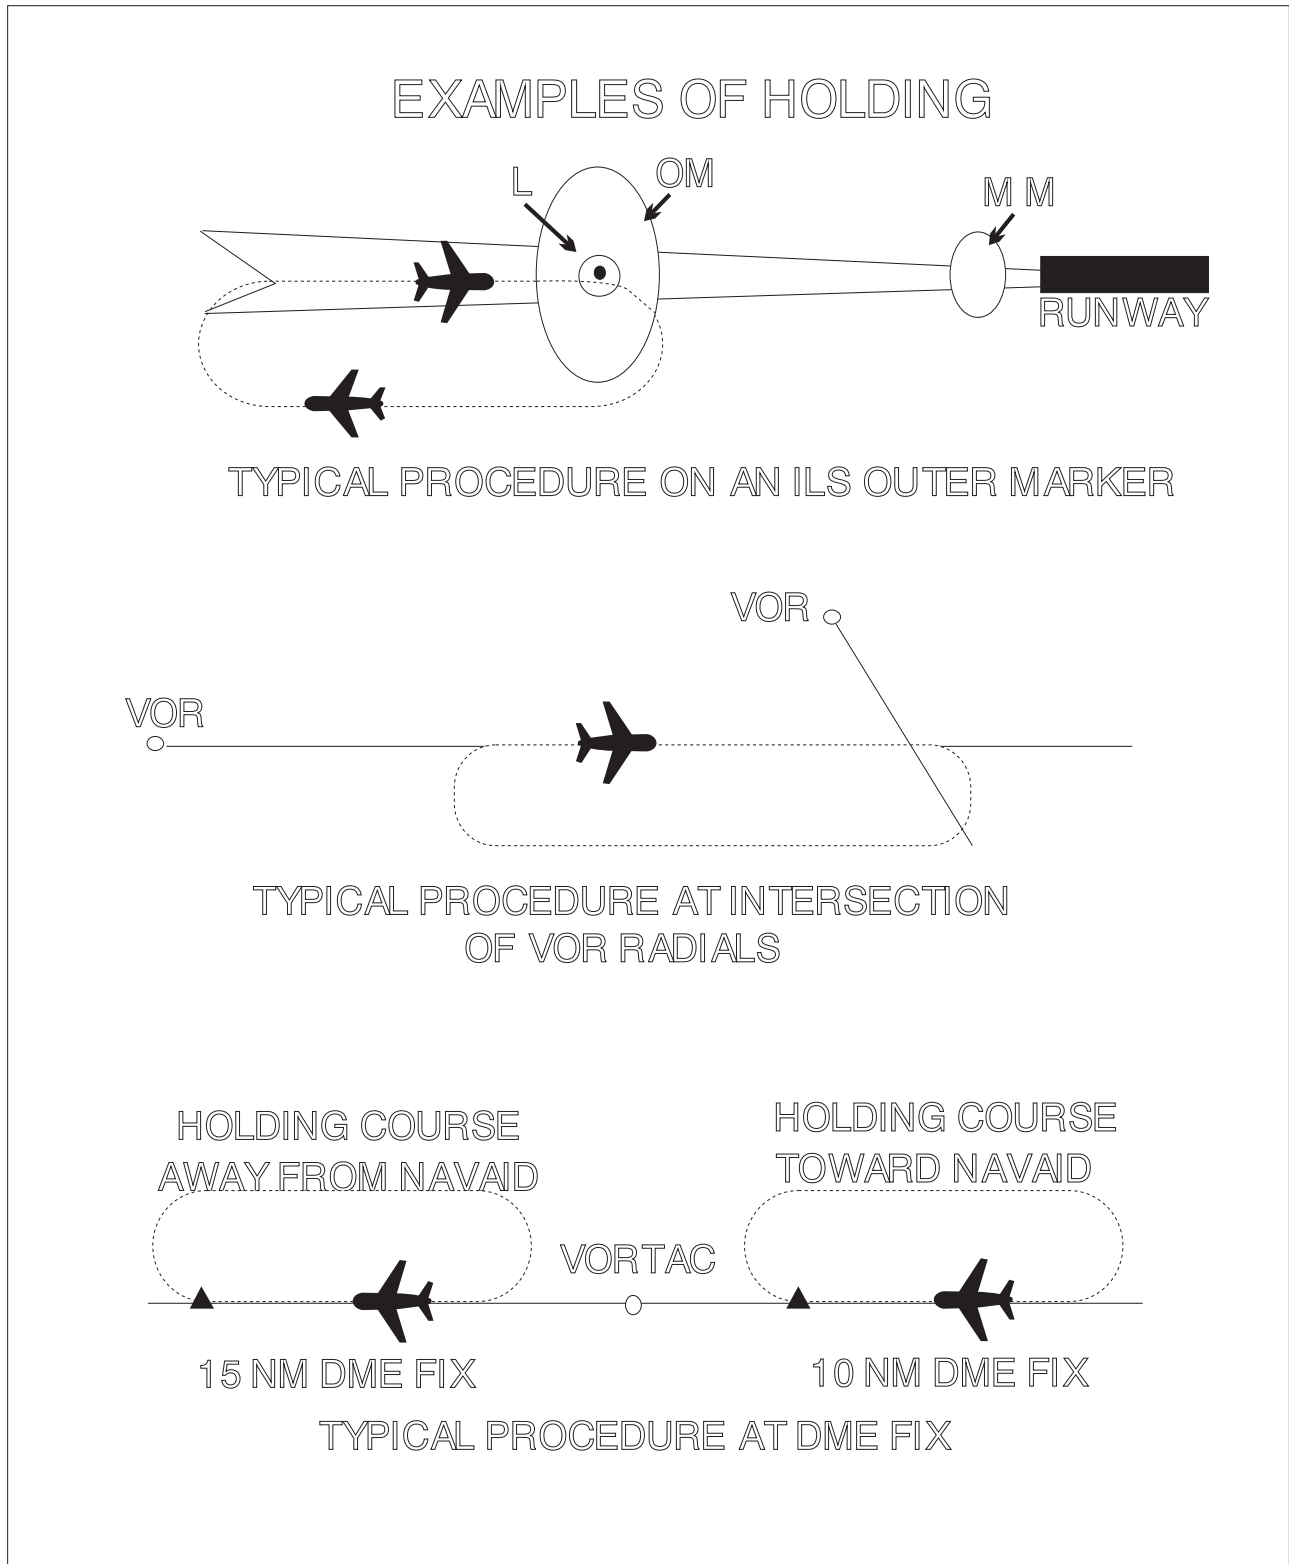 EXAMPLES OF HOLDING
L
OM
MM
RUNWAY
TYPICAL PROCEDURE ON AN ILS OUTER MARKER
VOR
VOR
TYPICAL PROCEDURE AT INTERSECTION
OF VOR RADIALS
HOLDING COURSE
AWAY FROM NAVAID
HOLDING COURSE
TOWARD NAVAID
VORTAC
15 NM DME FIX
10 NM DME FIX
TYPICAL PROCEDURE AT DME FIX